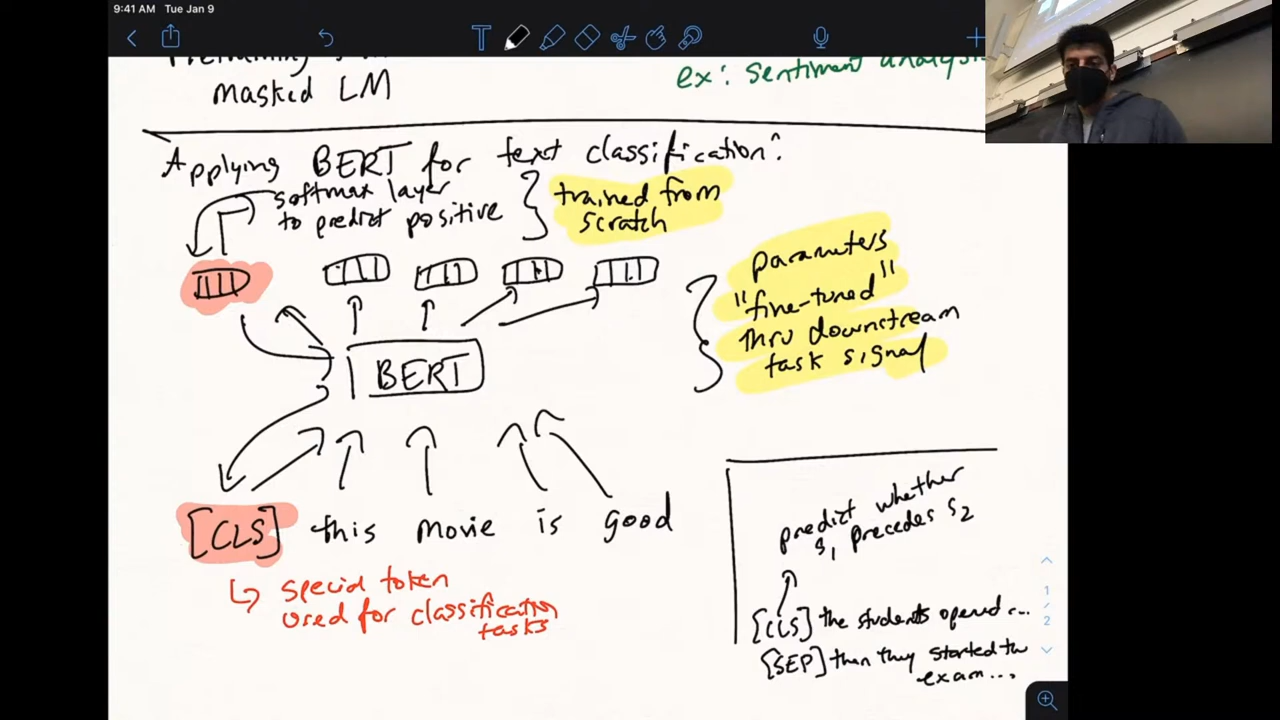 9:41 AM Tue Jan 9
masked LM
ex: sentiment analysis
Applying BERT for text classification:
softmax layer
to predict positive
trained from
scratch
parameters
"fine-tuned"
thru downstream
task signal
BERT
[CLS] this movie is good
↳ special token
used for classification
tasks
predict whether
s1 precedes s2
[CLS] the students opened ...
[SEP] then they started the
exam...
1
/
2